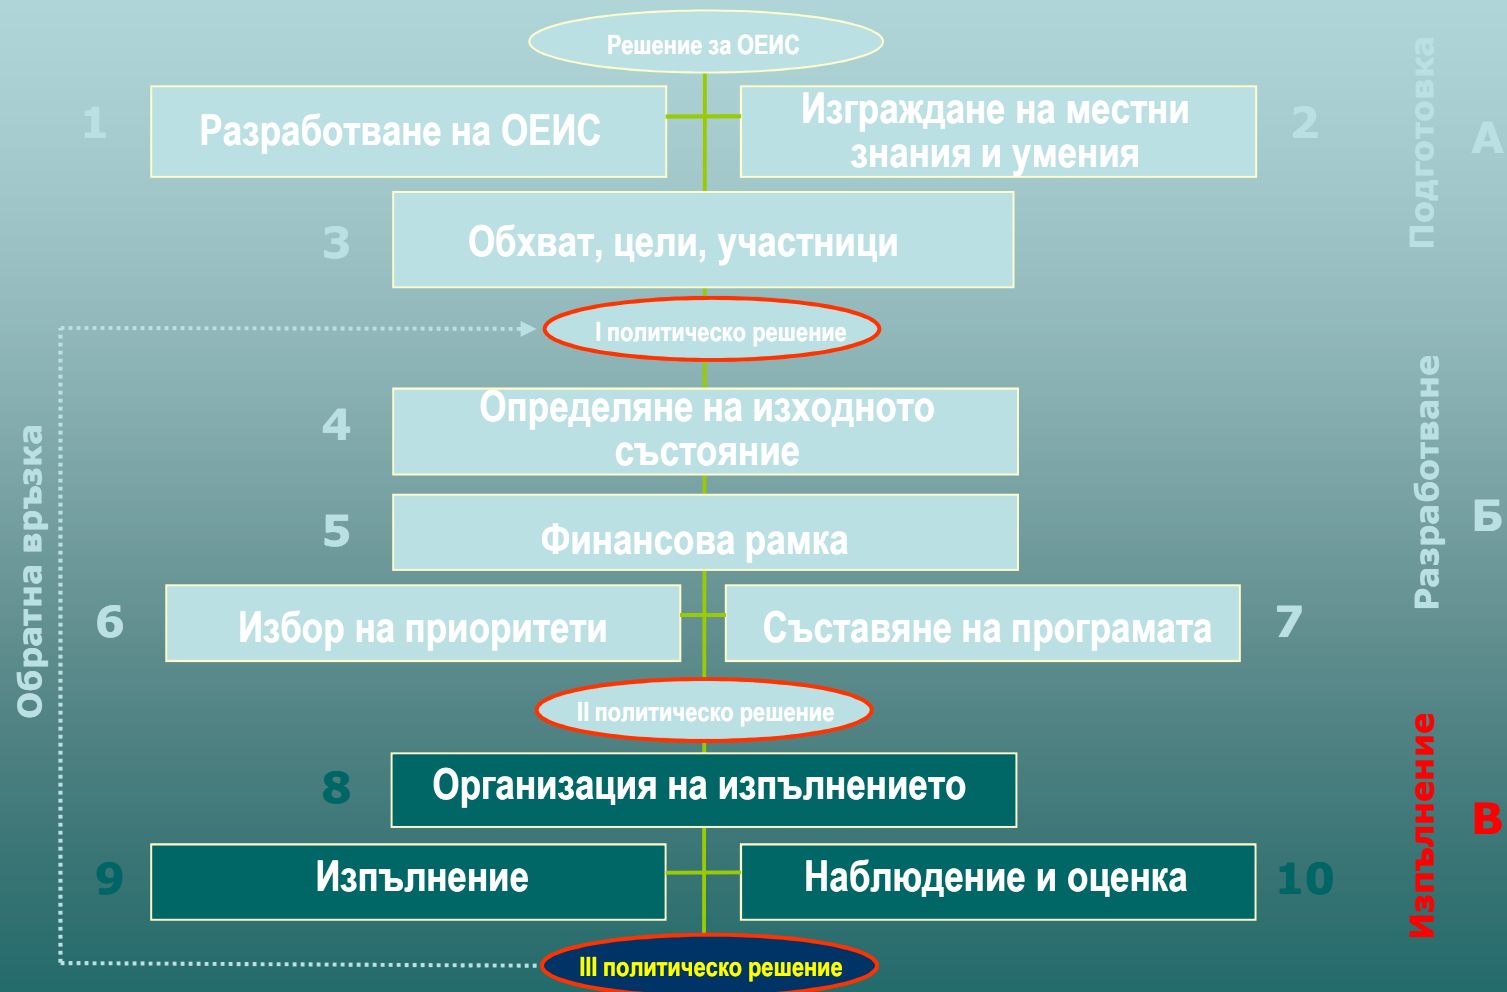 Решение за ОЕИС
1
Разработване на ОЕИС
Изграждане на местни
знания и умения
2
Подготовка
А
3
Обхват, цели, участници
I политическо решение
4
Определяне на изходното
състояние
Обратна връзка
5
Финансова рамка
Разработване
Б
6
Избор на приоритети
Съставяне на програмата
7
II политическо решение
8
Организация на изпълнението
Изпълнение
В
9
Изпълнение
Наблюдение и оценка
10
III политическо решение